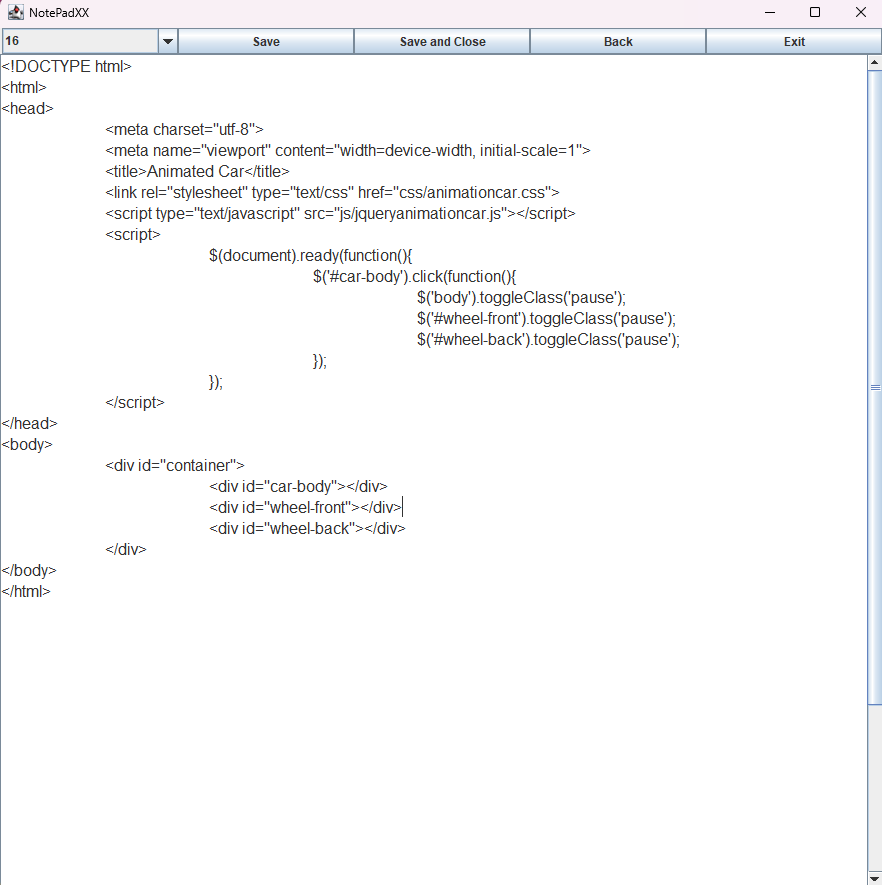 NotePadXX
16 Save Save and Close Back Exit
<!DOCTYPE html>
<html>
<head>
<meta charset="utf-8">
<meta name="viewport" content="width=device-width, initial-scale=1">
<title>Animated Car</title>
<link rel="stylesheet" type="text/css" href="css/animationcar.css">
<script type="text/javascript" src="js/jqueryanimationcar.js"></script>
<script>
$(document).ready(function(){
$('#car-body').click(function(){
$('body').toggleClass('pause');
$('#wheel-front').toggleClass('pause');
$('#wheel-back').toggleClass('pause');
});
});
</script>
</head>
<body>
<div id="container">
<div id="car-body"></div>
<div id="wheel-front"></div>
<div id="wheel-back"></div>
</div>
</body>
</html>